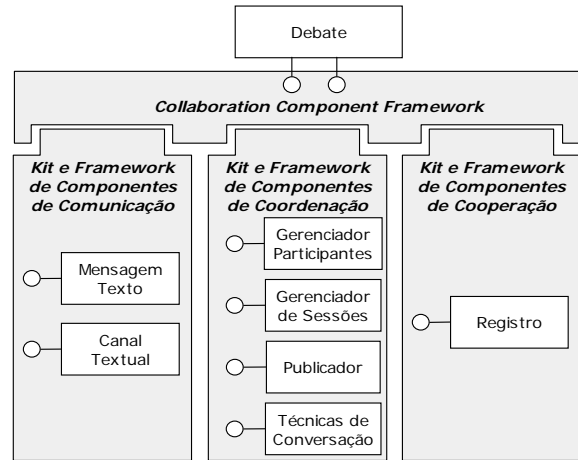 Debate
Collaboration Component Framework
Kit e Framework
de Componentes
de Comunicação
Mensagem
Texto
Canal
Textual
Kit e Framework
de Componentes
de Coordenação
Gerenciador
Participantes
Gerenciador
de Sessões
Publicador
Técnicas de
Conversação
Kit e Framework
de Componentes
de Cooperação
Registro